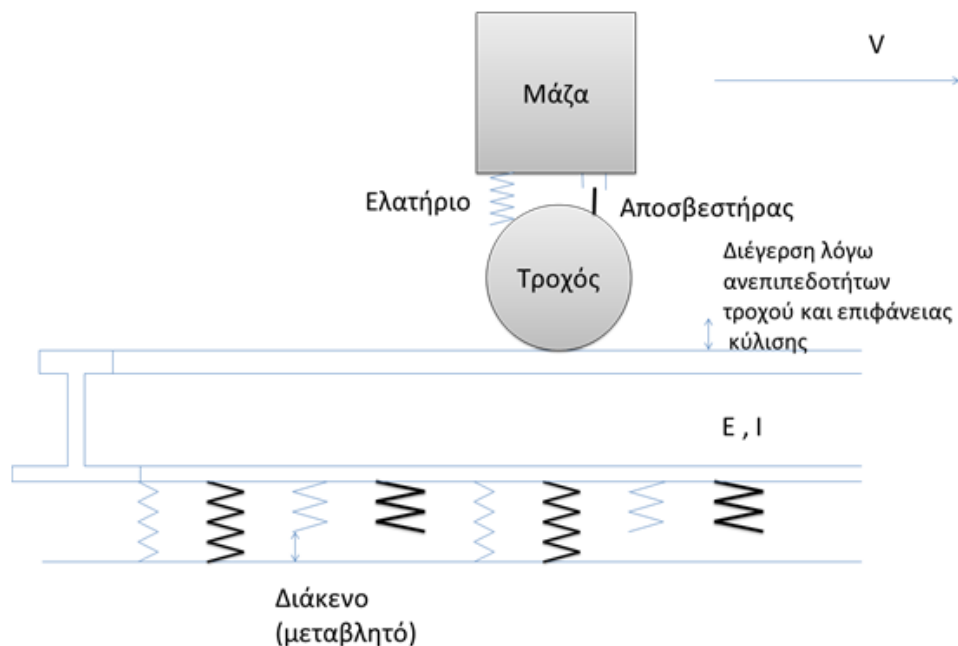 V
Μάζα
Ελατήριο
Αποσβεστήρας
Τροχός
Διέγερση λόγω
ανεπιπεδοτήτων
τροχού και επιφάνειας
κύλισης
E , I
Διάκενο
(μεταβλητό)